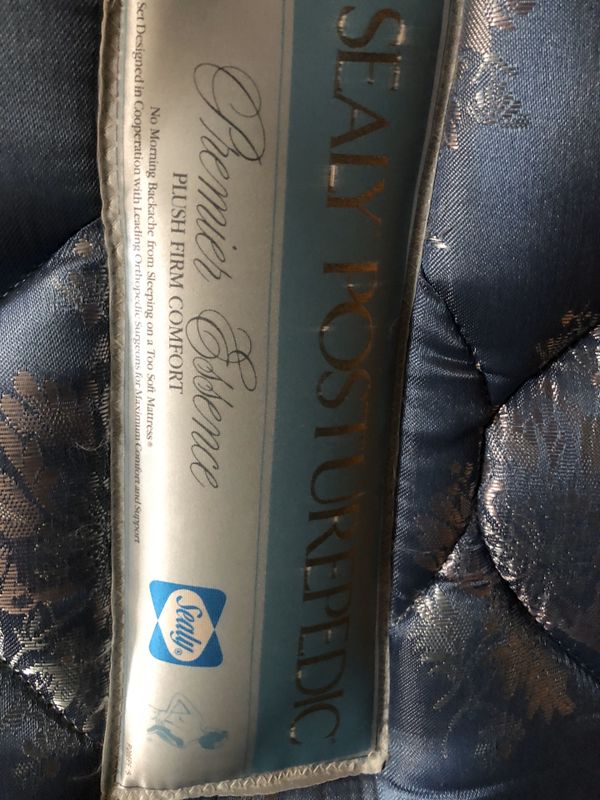 SEALY POSTUREPEDIC
Premier Essence
PLUSH FIRM COMFORT
No Morning Backache from Sleeping on a Too Soft Mattress®
Set Designed in Cooperation with Leading Orthopedic Surgeons for Maximum Comfort and Support
Sealy®